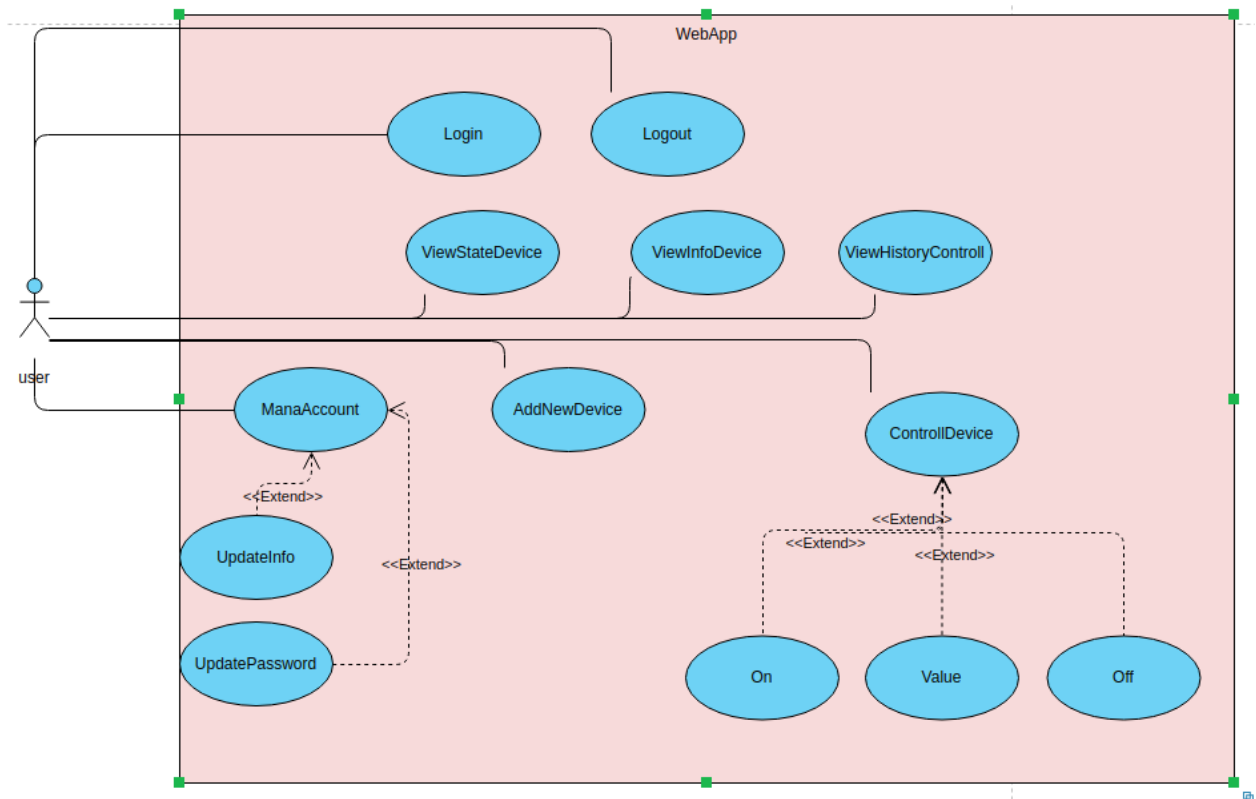 WebApp
Login
Logout
ViewStateDevice
ViewInfoDevice
ViewHistoryControll
user
ManaAccount
AddNewDevice
ControllDevice
<<Extend>>
<<Extend>>
<<Extend>>
<<Extend>>
<<Extend>>
UpdateInfo
UpdatePassword
On
Value
Off